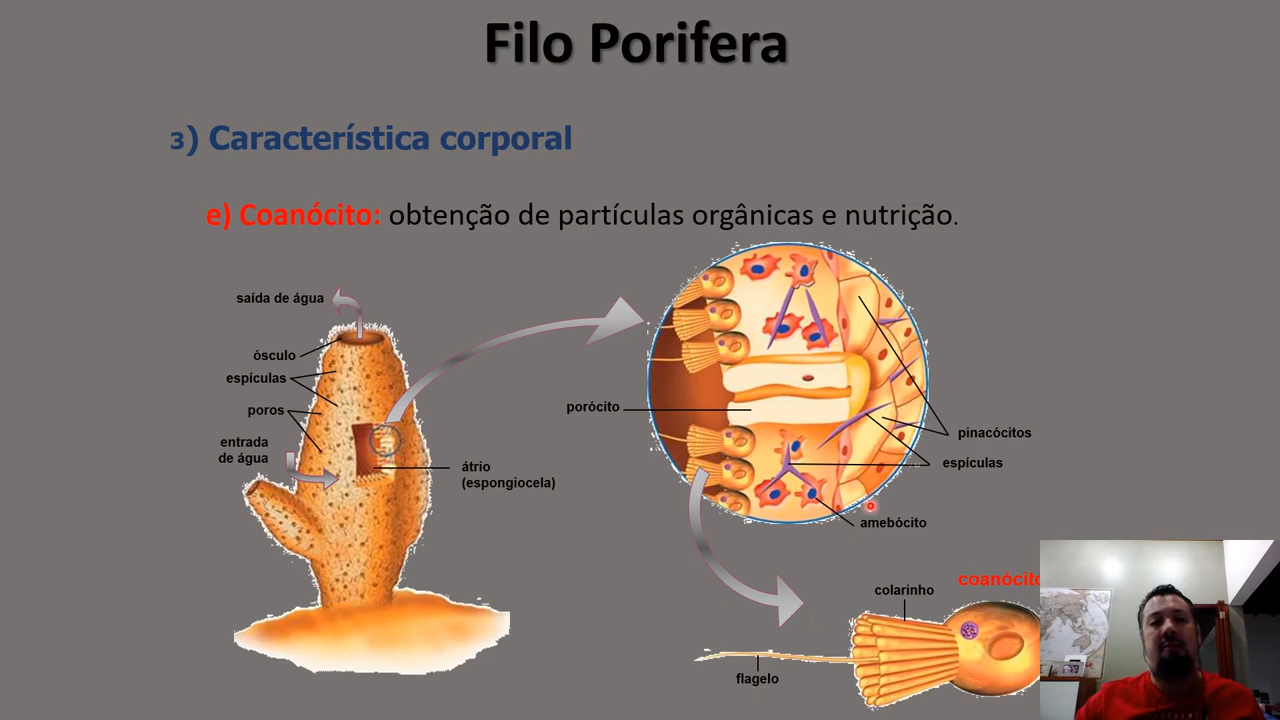 Filo Porifera
3) Característica corporal
e) Coanócito: obtenção de partículas orgânicas e nutrição.
saída de água
ósculo
espículas
poros
entrada
de água
átrio
(espongiocela)
porócito
pinacócitos
espículas
amebócito
coanócito
colarinho
flagelo